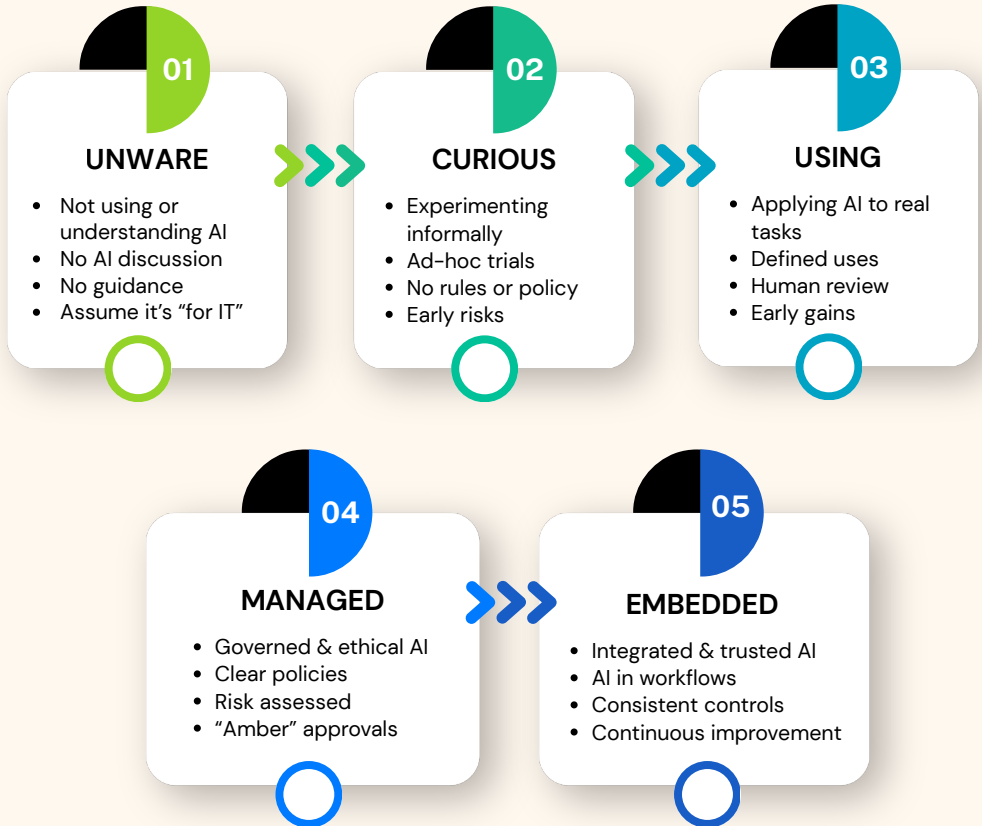 01
UNWARE
• Not using or
understanding AI
• No AI discussion
• No guidance
• Assume it's “for IT”
02
CURIOUS
• Experimenting
informally
• Ad-hoc trials
• No rules or policy
• Early risks
03
USING
• Applying AI to real
tasks
• Defined uses
• Human review
• Early gains
04
MANAGED
• Governed & ethical AI
• Clear policies
• Risk assessed
• “Amber” approvals
05
EMBEDDED
• Integrated & trusted AI
• AI in workflows
• Consistent controls
• Continuous improvement